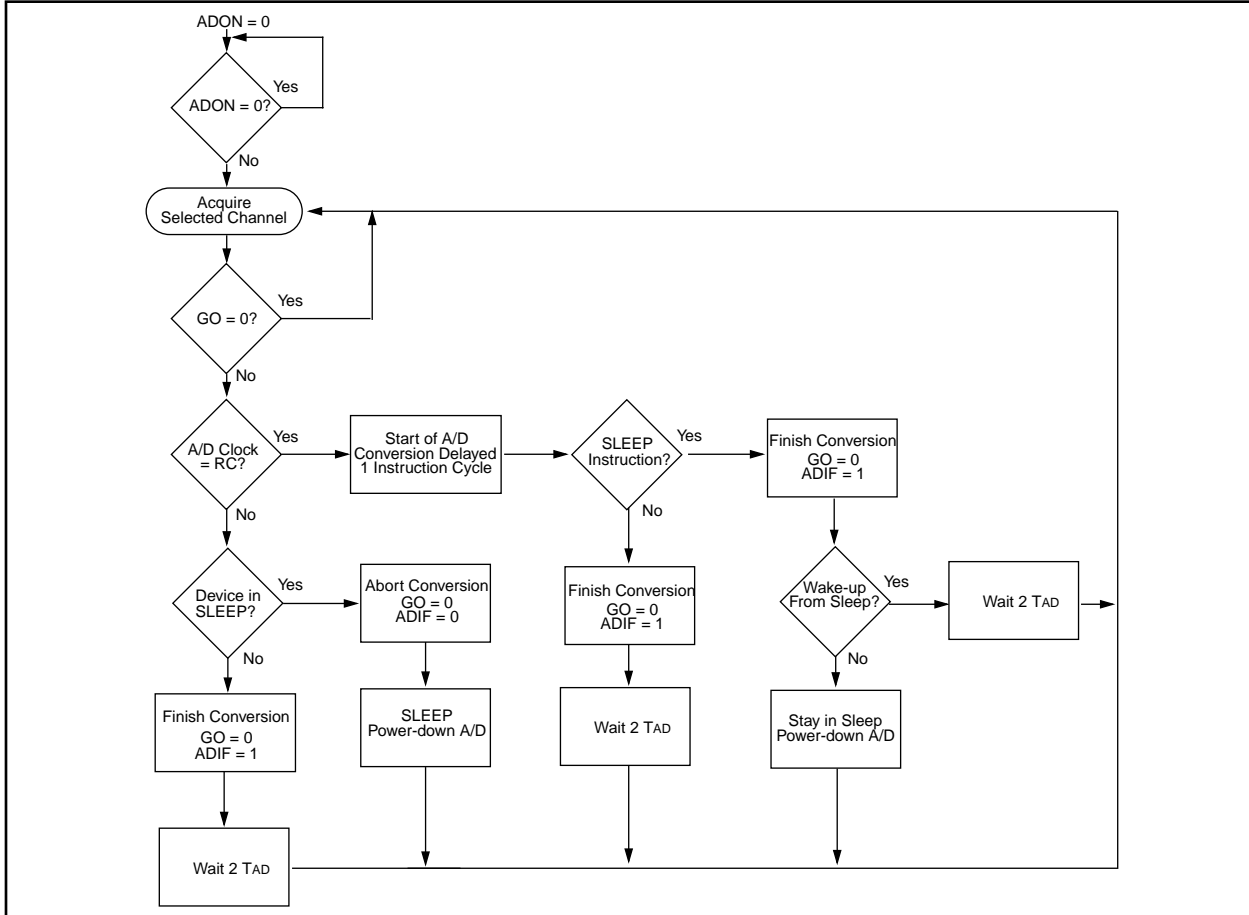 ADON = 0
Yes
ADON = 0?
No
Acquire
Selected Channel
Yes
GO = 0?
No
A/D Clock
= RC?
Yes
Start of A/D
Conversion Delayed
1 Instruction Cycle
SLEEP
Instruction?
Yes
Finish Conversion
GO = 0
ADIF = 1
No
No
Device in
SLEEP?
Yes
Abort Conversion
GO = 0
ADIF = 0
Finish Conversion
GO = 0
ADIF = 1
Wake-up
From Sleep?
Yes
Wait 2 TAD
No
No
Finish Conversion
GO = 0
ADIF = 1
SLEEP
Power-down A/D
Wait 2 TAD
Stay in Sleep
Power-down A/D
Wait 2 TAD